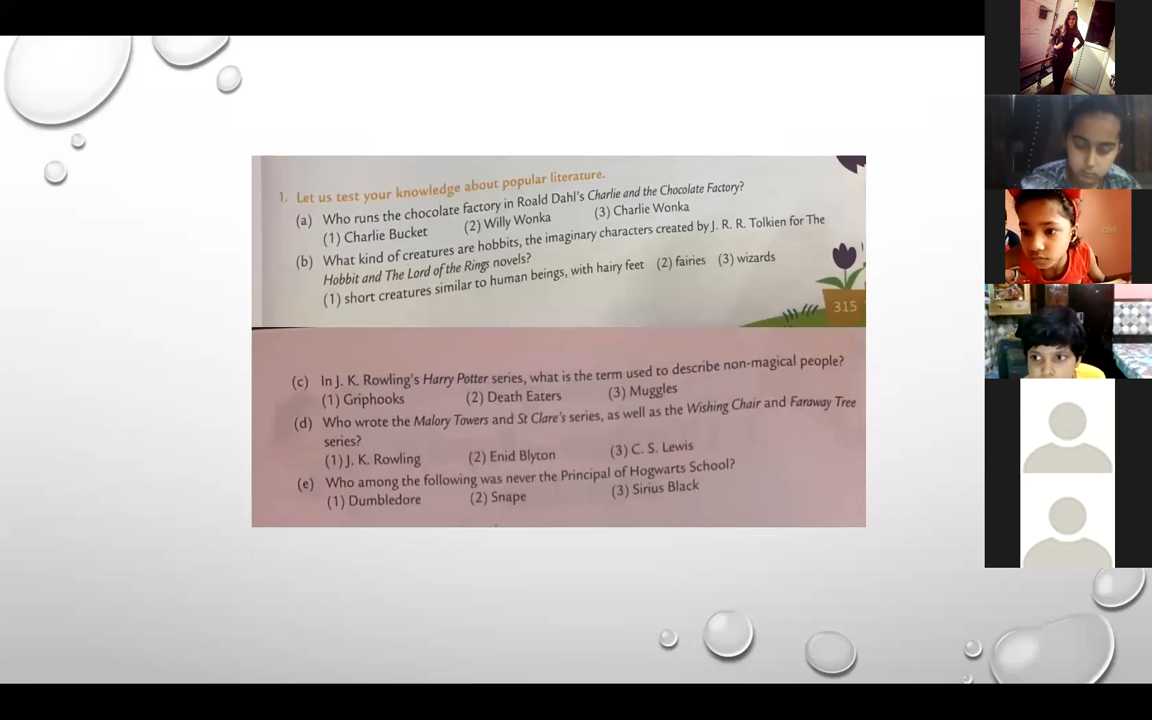 1. Let us test your knowledge about popular literature.
(a) Who runs the chocolate factory in Roald Dahl's Charlie and the Chocolate Factory?
(1) Charlie Bucket (2) Willy Wonka (3) Charlie Wonka
(b) What kind of creatures are hobbits, the imaginary characters created by J. R. R. Tolkien for The
Hobbit and The Lord of the Rings novels?
(1) short creatures similar to human beings, with hairy feet (2) fairies (3) wizards
315
(c) In J. K. Rowling's Harry Potter series, what is the term used to describe non-magical people?
(1) Griphooks (2) Death Eaters (3) Muggles
(d) Who wrote the Malory Towers and St Clare's series, as well as the Wishing Chair and Faraway Tree
series?
(1) J. K. Rowling (2) Enid Blyton (3) C. S. Lewis
(e) Who among the following was never the Principal of Hogwarts School?
(1) Dumbledore (2) Snape (3) Sirius Black